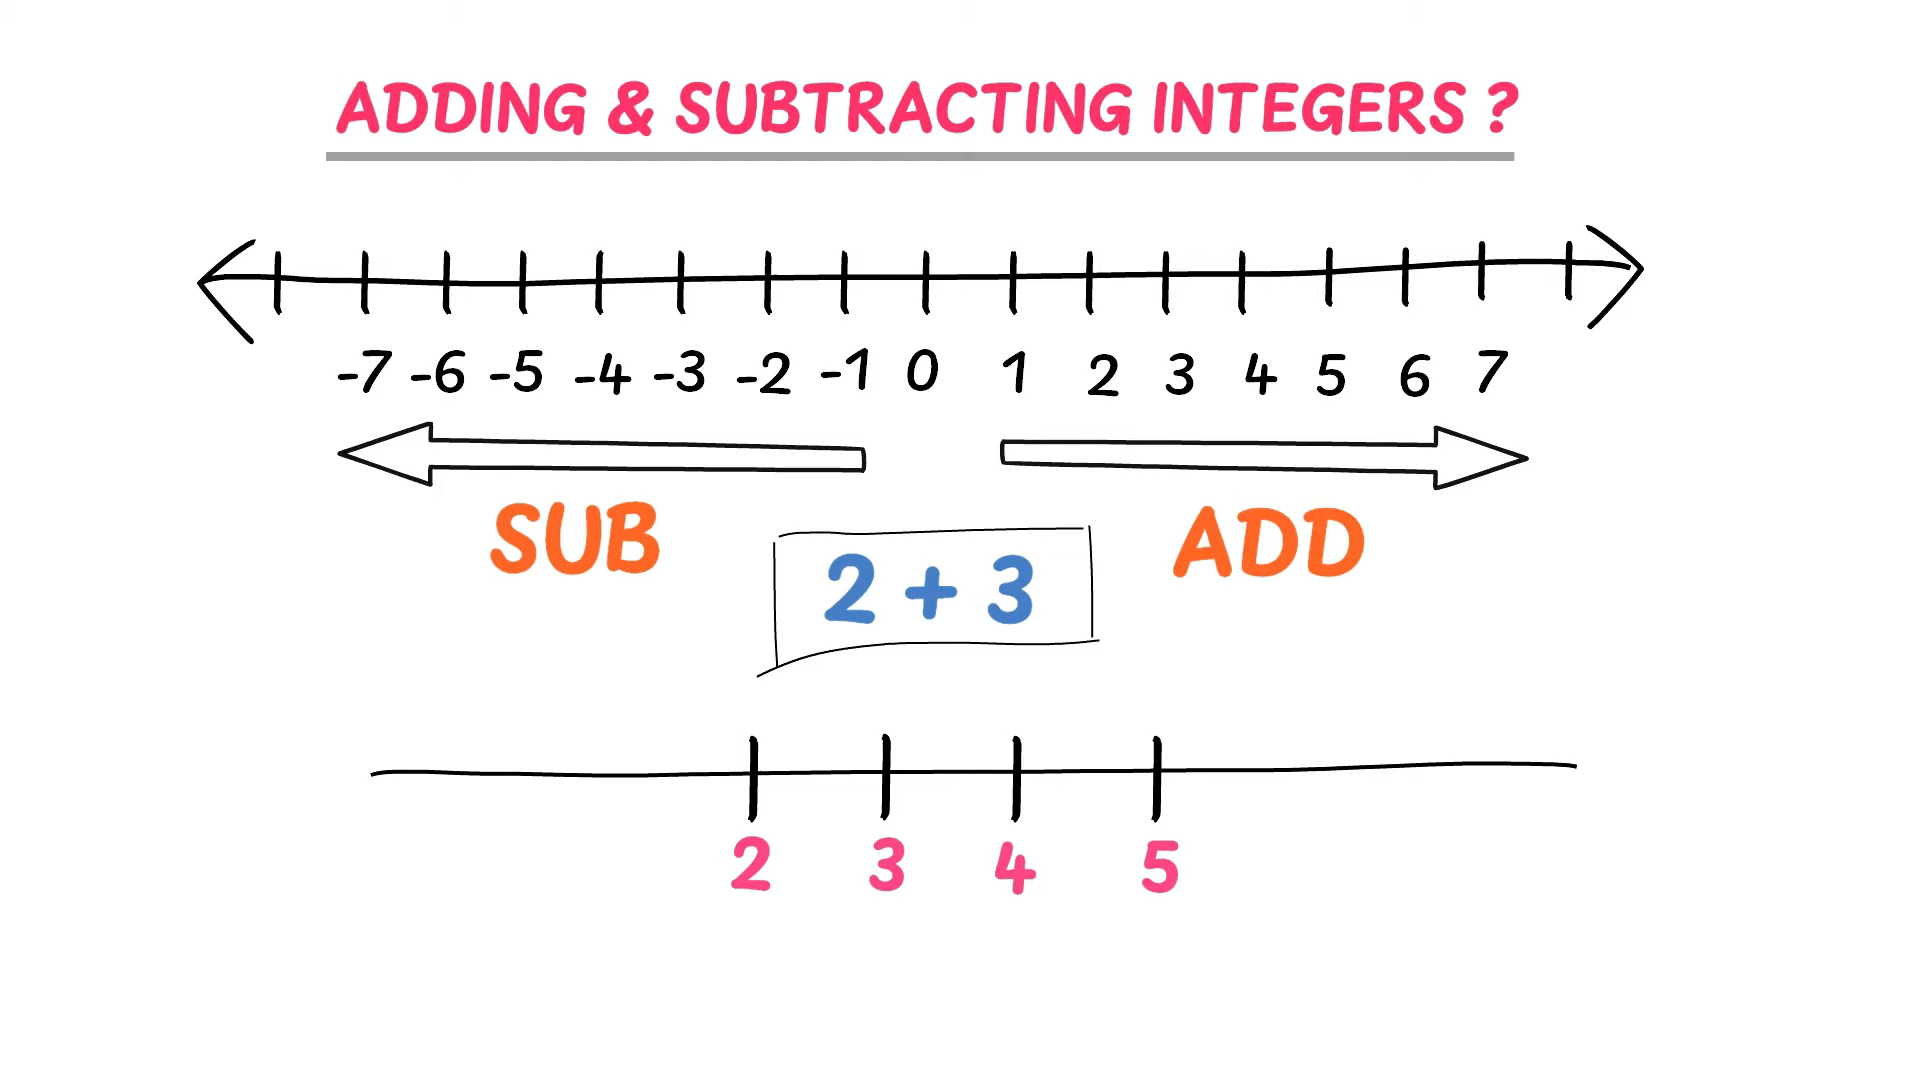 ADDING & SUBTRACTING INTEGERS ?
-7 -6 -5 -4 -3 -2 -1 0 1 2 3 4 5 6 7
SUB ADD
2 + 3
2 3 4 5